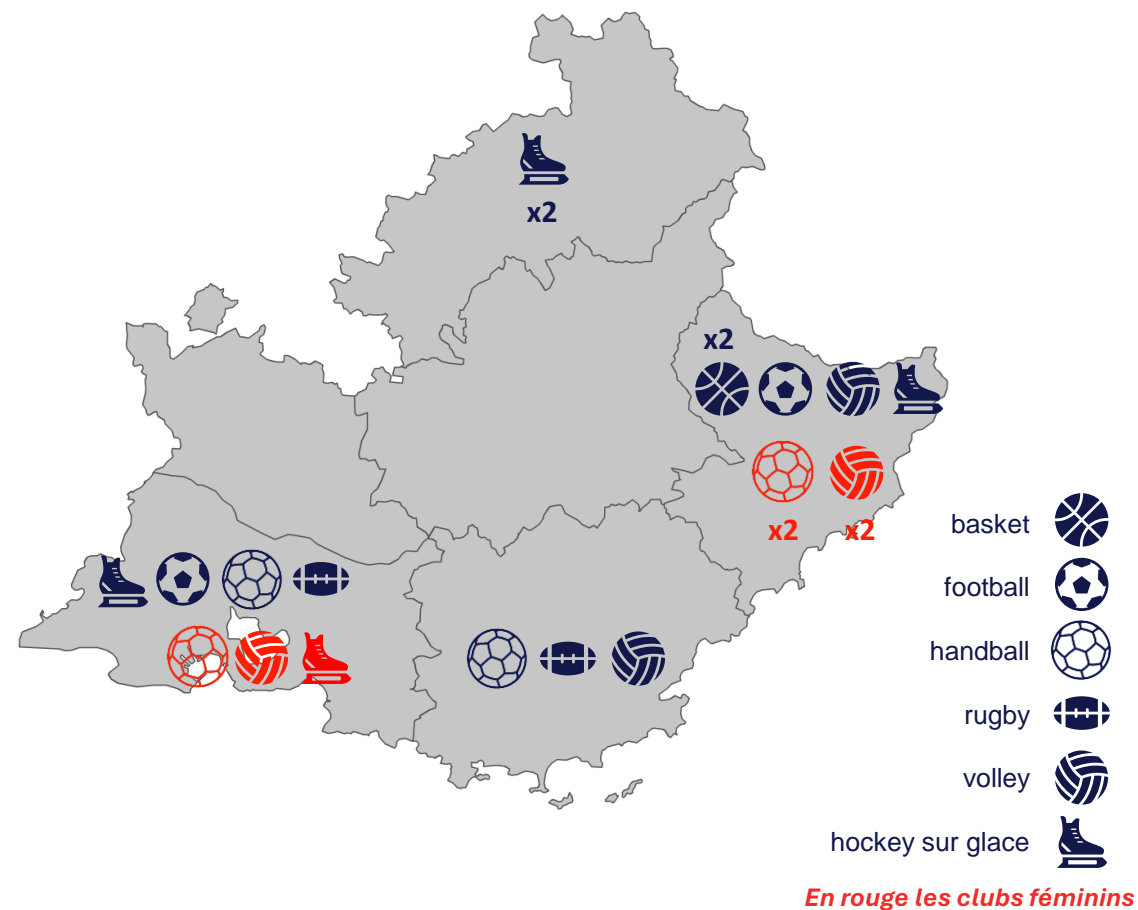 x2
x2
x2
x2
basket
football
handball
rugby
volley
hockey sur glace
En rouge les clubs féminins